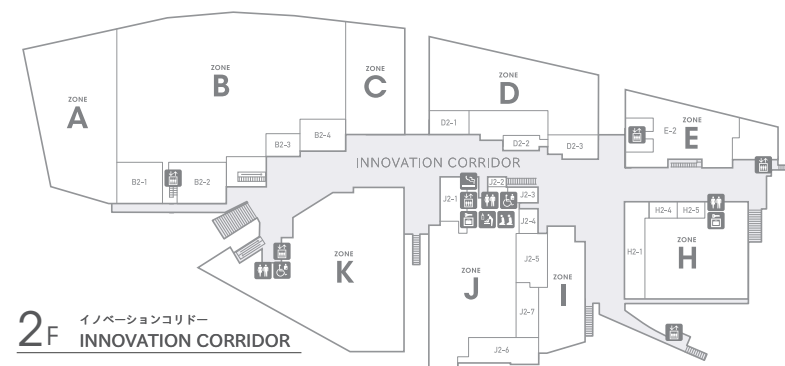 ZONE
A
ZONE
B
ZONE
C
ZONE
D
ZONE
E
E-2
B2-1
B2-2
B2-3
B2-4
D2-1
D2-2
D2-3
INNOVATION CORRIDOR
J2-1
J2-2
J2-3
J2-4
J2-5
J2-7
J2-6
H2-4
H2-5
H2-1
ZONE
H
ZONE
I
ZONE
J
ZONE
K
2F
イノベーションコリドー
INNOVATION CORRIDOR